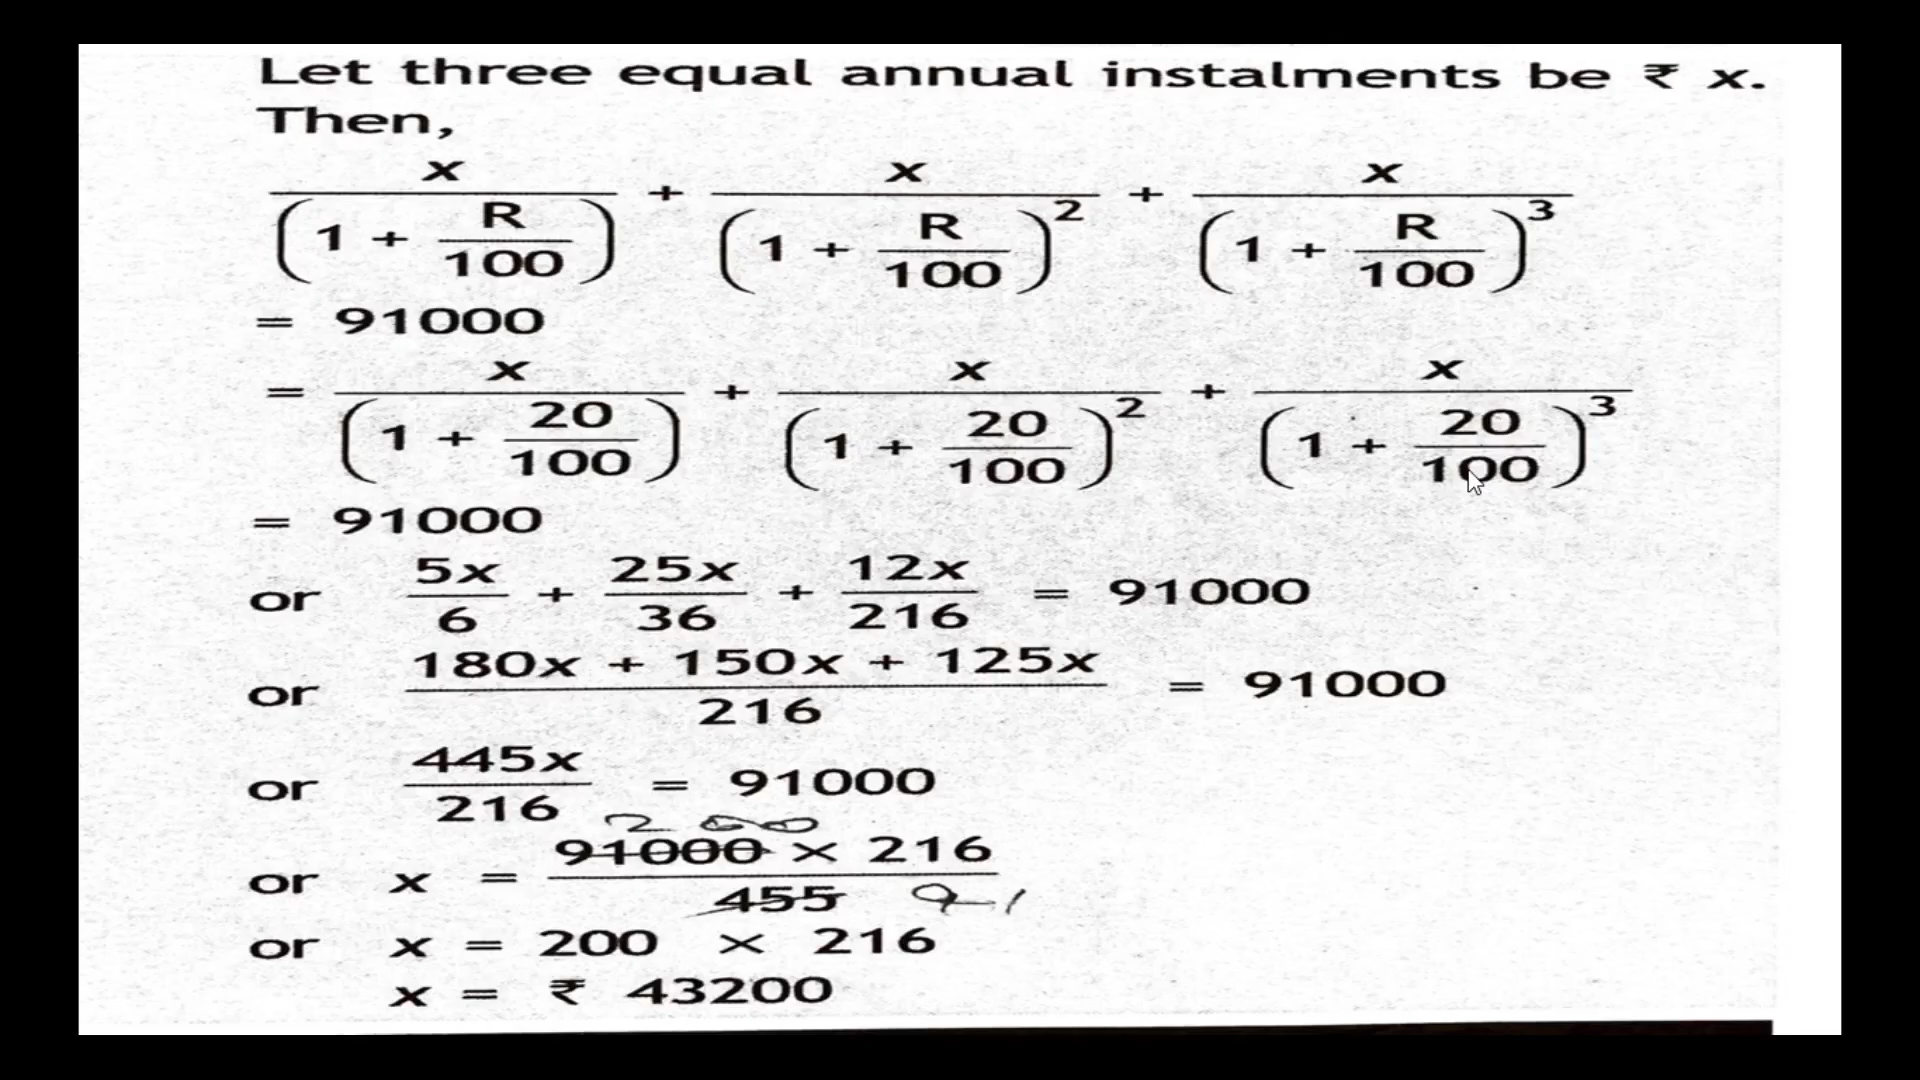 Let three equal annual instalments be ₹ x.
Then,
x/(1 + R/100) + x/(1 + R/100)² + x/(1 + R/100)³
= 91000
= x/(1 + 20/100) + x/(1 + 20/100)² + x/(1 + 20/100)³
= 91000
or 5x/6 + 25x/36 + 12x/216 = 91000
or (180x + 150x + 125x)/216 = 91000
or 445x/216 = 91000
200
or x = (91000 × 216)/455 91
or x = 200 × 216
x = ₹ 43200